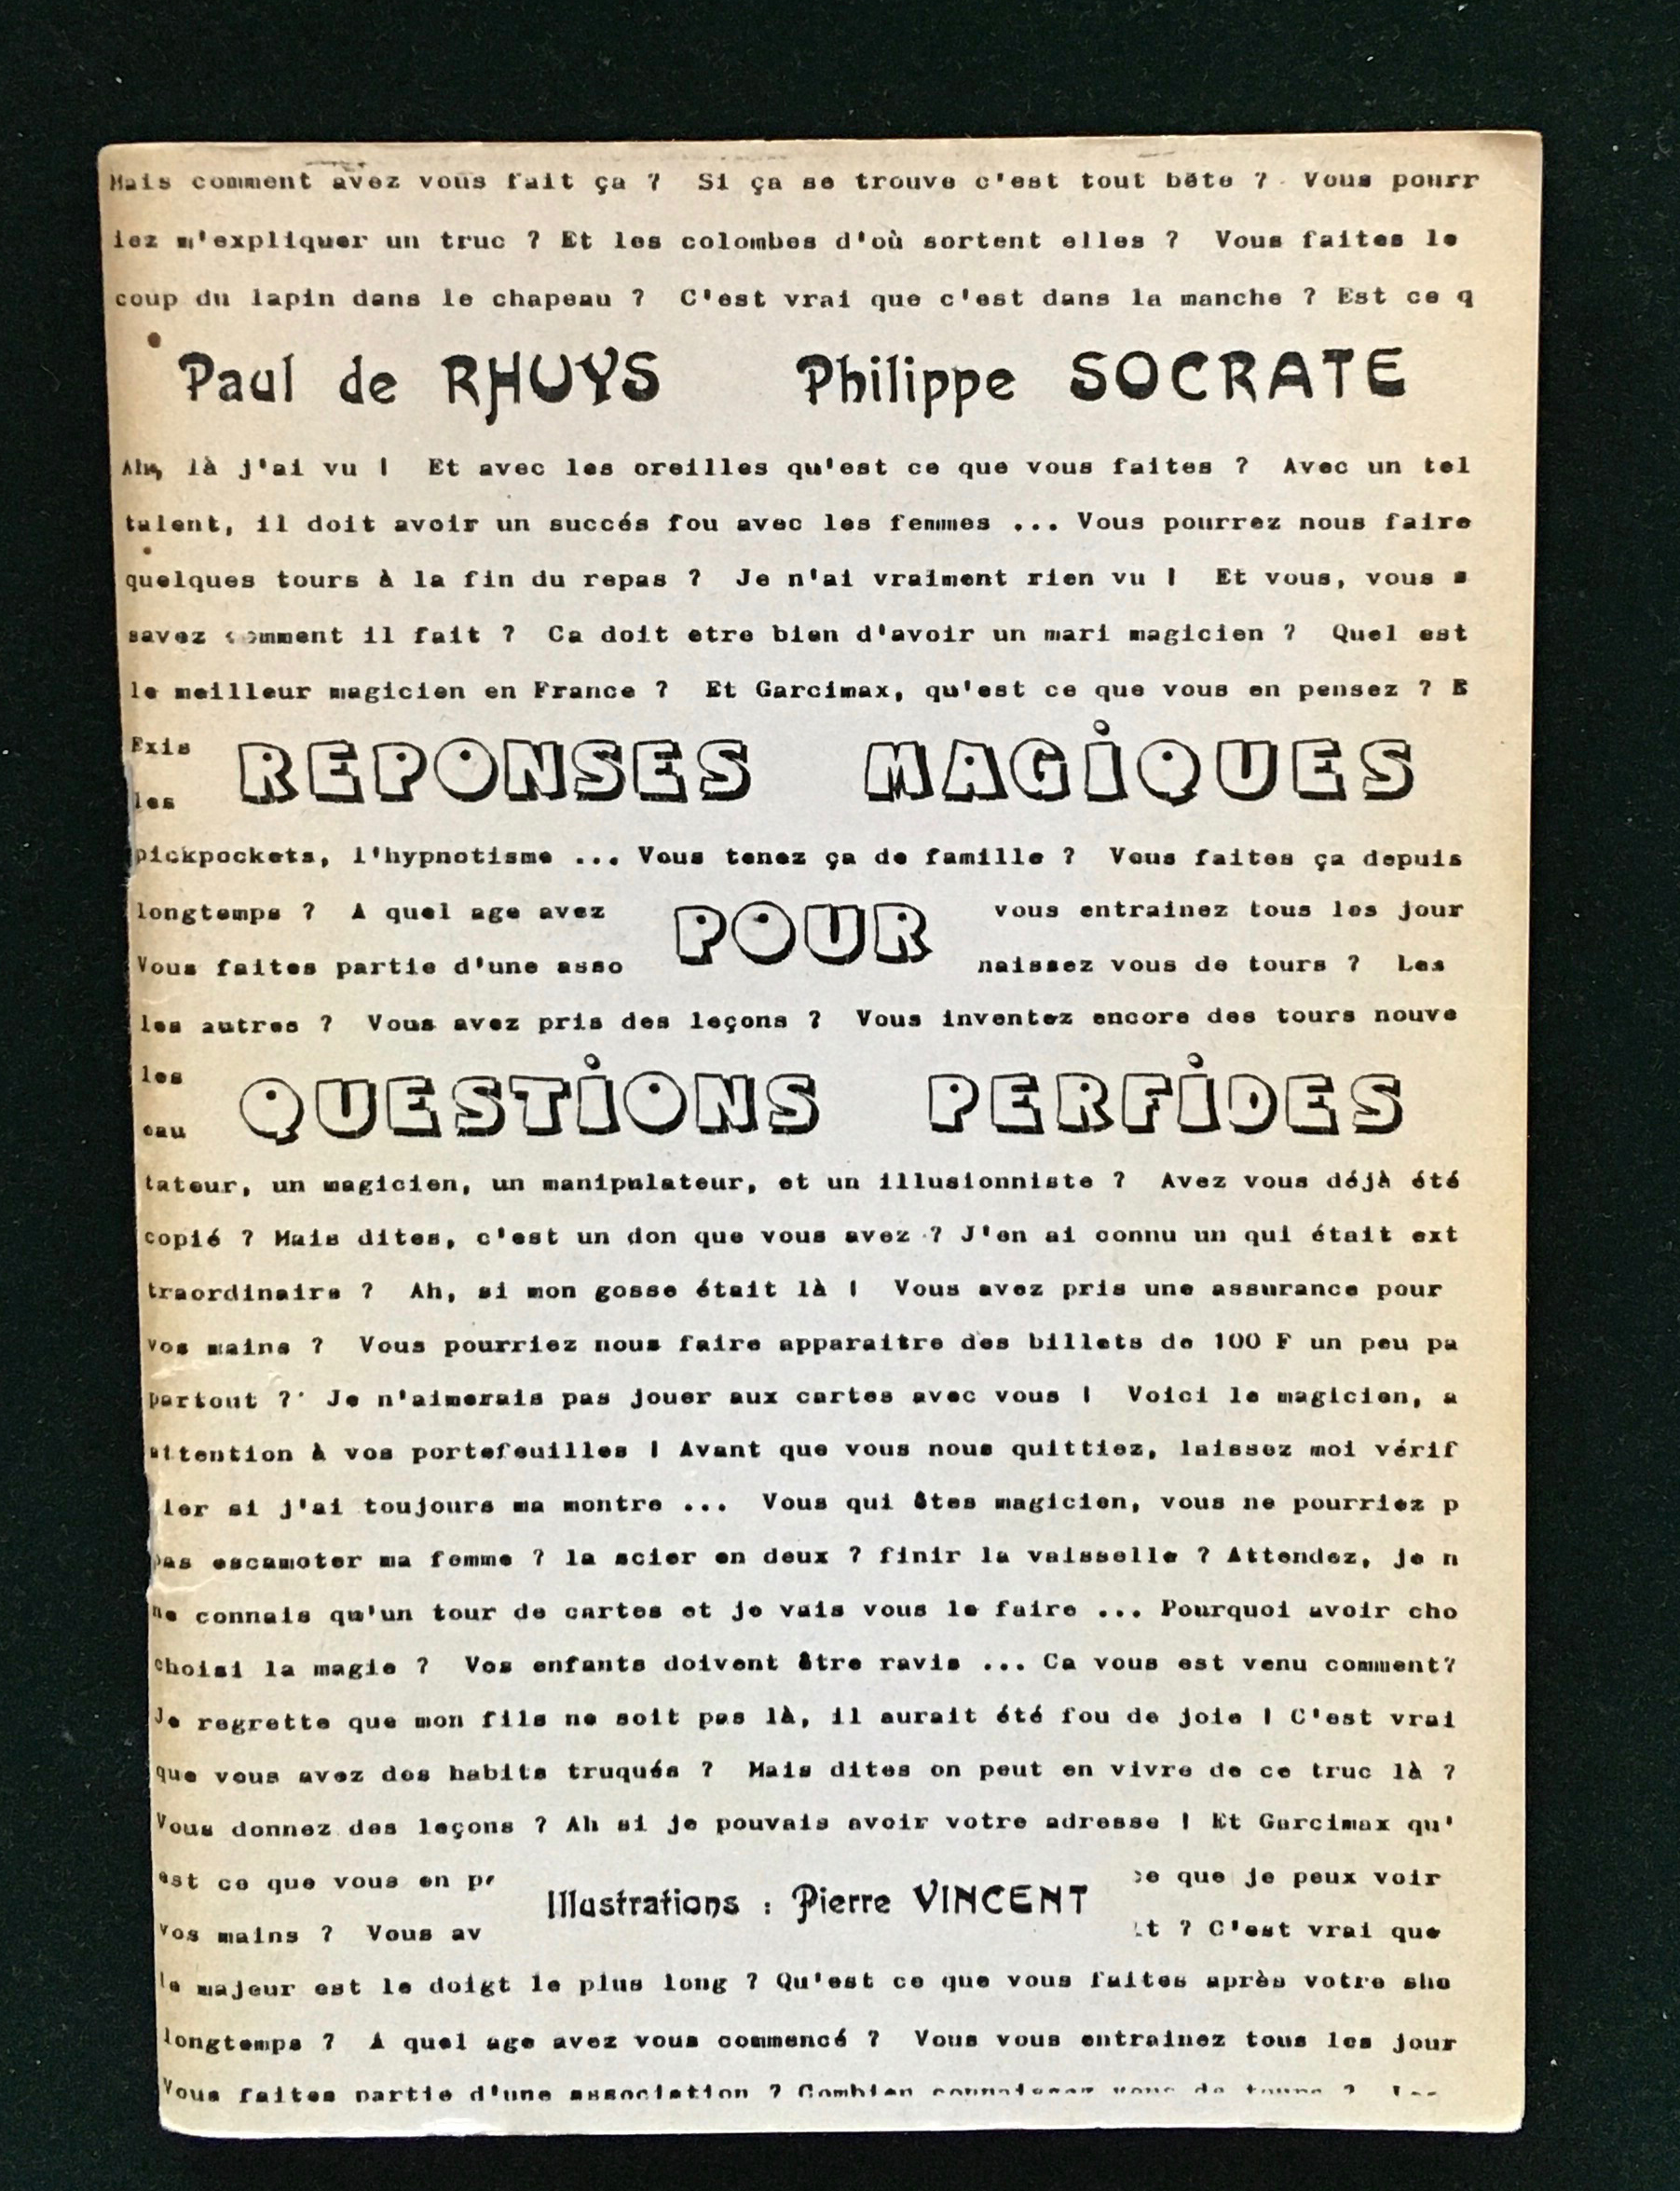 Mais comment avez vous fait ça ? Si ça se trouve c'est tout bête ? Vous pourr
iez m'expliquer un truc ? Et les colombes d'où sortent elles ? Vous faites le
coup du lapin dans le chapeau ? C'est vrai que c'est dans la manche ? Est ce q
Paul de RHUYS Philippe SOCRATE
Ah, là j'ai vu ! Et avec les oreilles qu'est ce que vous faites ? Avec un tel
talent, il doit avoir un succés fou avec les femmes ... Vous pourrez nous faire
quelques tours à la fin du repas ? Je n'ai vraiment rien vu ! Et vous, vous s
savez comment il fait ? Ca doit etre bien d'avoir un mari magicien ? Quel est
le meilleur magicien en France ? Et Garcimax, qu'est ce que vous en pensez ? E
Exis
REPONSES MAGIQUES
les
pickpockets, l'hypnotisme ... Vous tenez ça de famille ? Vous faites ça depuis
longtemps ? A quel age avez vous entrainez tous les jour
POUR
Vous faites partie d'une asso naissez vous de tours ? Les
les autres ? Vous avez pris des leçons ? Vous inventez encore des tours nouve
les
QUESTIONS PERFIDES
eau
tateur, un magicien, un manipulateur, et un illusionniste ? Avez vous déjà été
copié ? Mais dites, c'est un don que vous avez ? J'en ai connu un qui était ext
traordinaire ? Ah, si mon gosse était là ! Vous avez pris une assurance pour
vos mains ? Vous pourriez nous faire apparaitre des billets de 100 F un peu pa
partout ? Je n'aimerais pas jouer aux cartes avec vous ! Voici le magicien, a
attention à vos portefeuilles ! Avant que vous nous quittiez, laissez moi vérif
ier si j'ai toujours ma montre ... Vous qui êtes magicien, vous ne pourriez p
pas escamoter ma femme ? la scier en deux ? finir la vaisselle ? Attendez, je n
ne connais qu'un tour de cartes et je vais vous le faire ... Pourquoi avoir cho
choisi la magie ? Vos enfants doivent être ravis ... Ca vous est venu comment?
Je regrette que mon fils ne soit pas là, il aurait été fou de joie ! C'est vrai
que vous avez des habits truqués ? Mais dites on peut en vivre de ce truc là ?
Vous donnez des leçons ? Ah si je pouvais avoir votre adresse ! Et Garcimax qu'
est ce que vous en pe ce que je peux voir
Illustrations : Pierre VINCENT
vos mains ? Vous av t ? C'est vrai que
le majeur est le doigt le plus long ? Qu'est ce que vous faites après votre sho
longtemps ? A quel age avez vous commencé ? Vous vous entrainez tous les jour
Vous faites partie d'une association ? Combien connaissez vous de tours ? Les